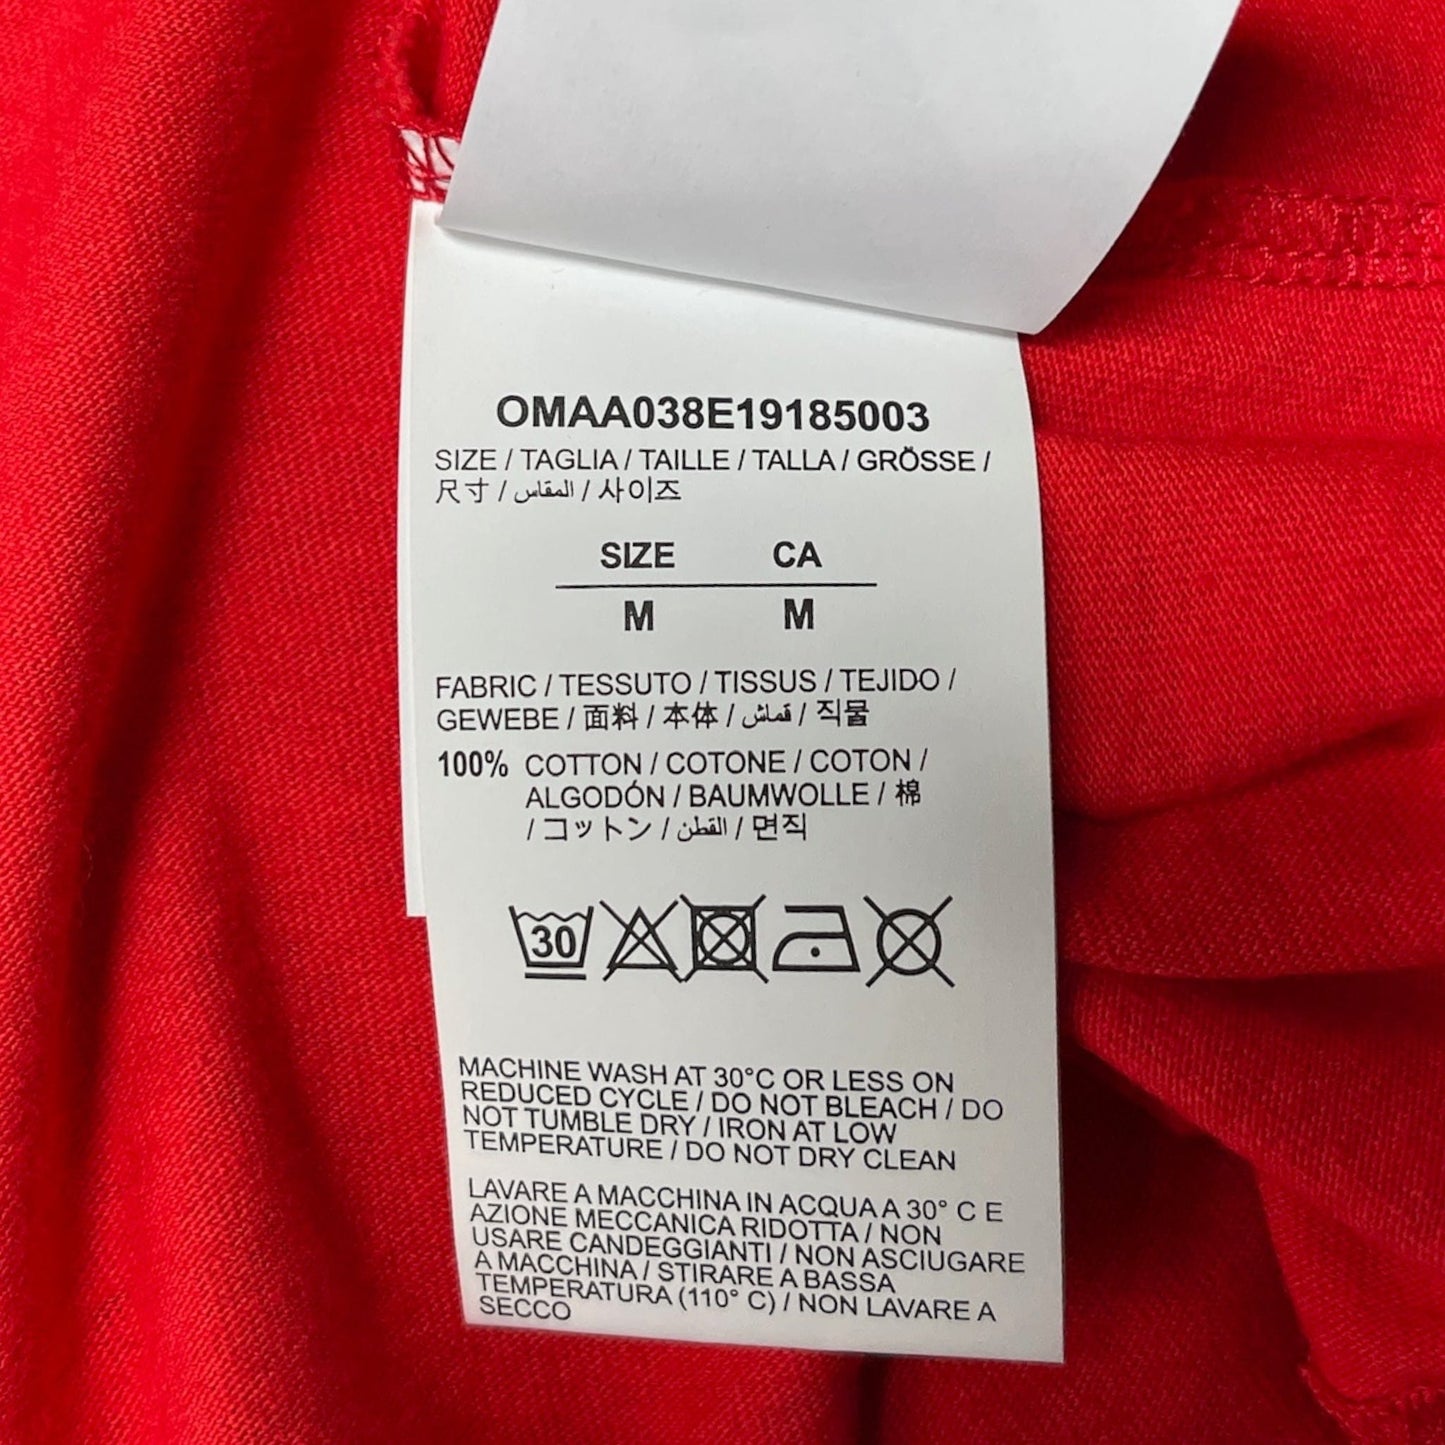 OMAA038E19185003
SIZE / TAGLIA / TAILLE / TALLA / GRÖSSE /
尺寸 / المقاس / 사이즈
SIZE CA
M M
FABRIC / TESSUTO / TISSUS / TEJIDO /
GEWEBE / 面料 / 本体 / قماش / 직물
100% COTTON / COTONE / COTON /
ALGODÓN / BAUMWOLLE / 棉
/ コットン / القطن / 면직
30
MACHINE WASH AT 30°C OR LESS ON
REDUCED CYCLE / DO NOT BLEACH / DO
NOT TUMBLE DRY / IRON AT LOW
TEMPERATURE / DO NOT DRY CLEAN
LAVARE A MACCHINA IN ACQUA A 30° C E
AZIONE MECCANICA RIDOTTA / NON
USARE CANDEGGIANTI / NON ASCIUGARE
A MACCHINA / STIRARE A BASSA
TEMPERATURA (110° C) / NON LAVARE A
SECCO